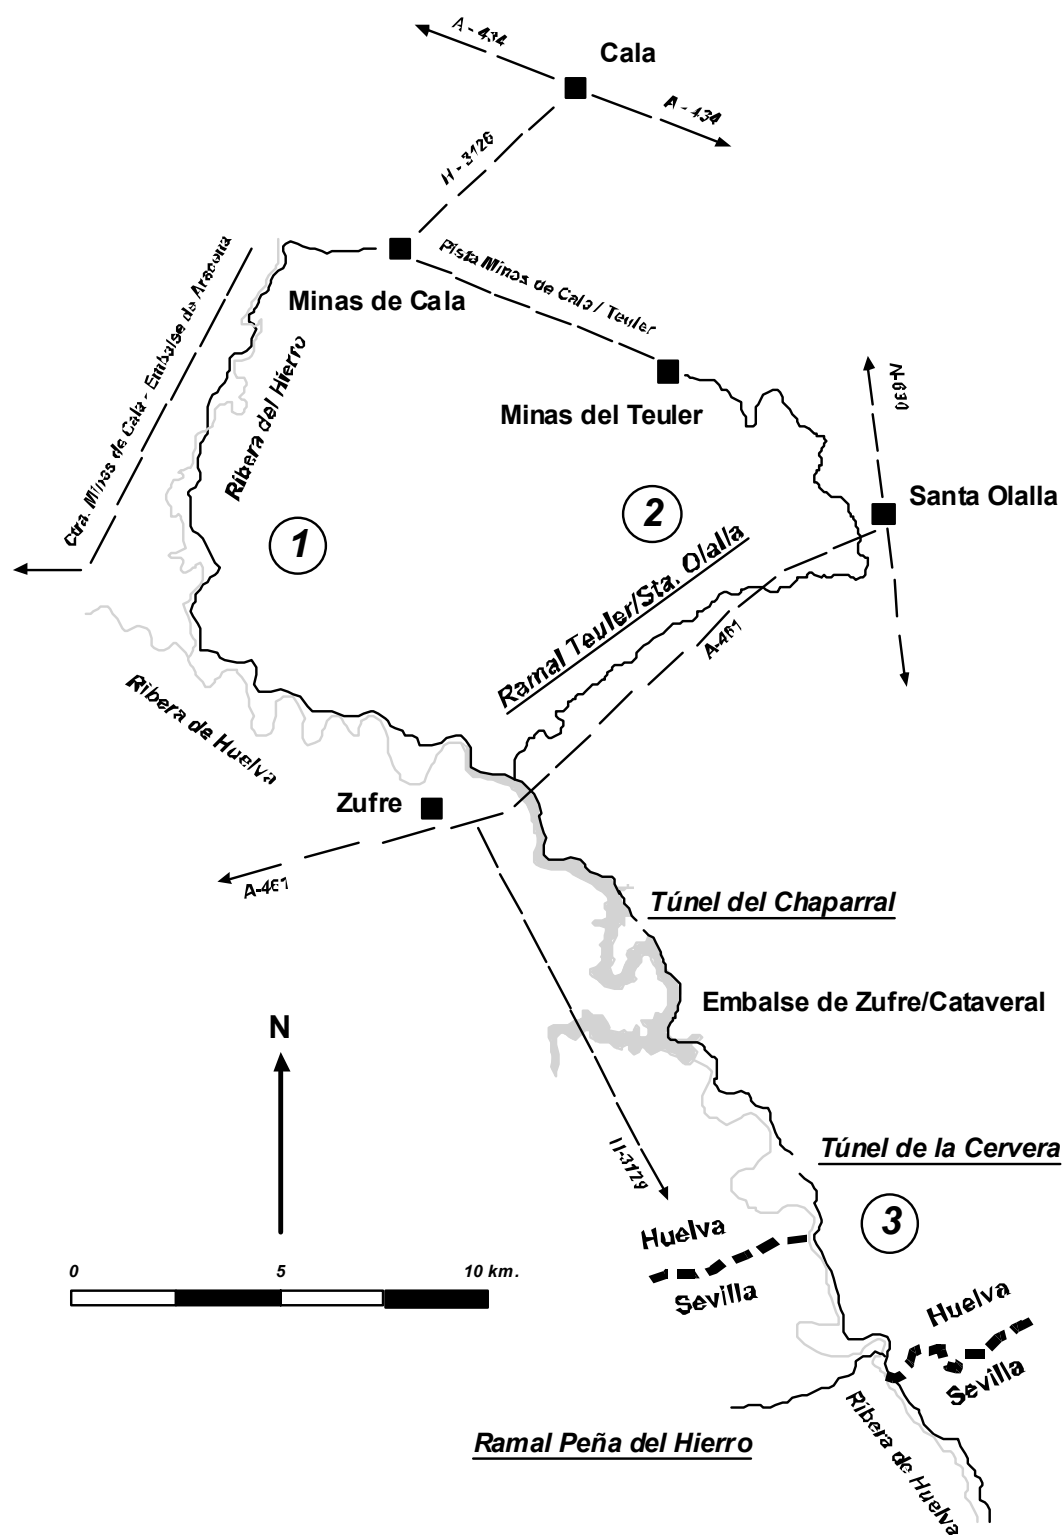 A - 434
Cala
A - 434
H - 3126
Pista Minas de Cala / Teuler
Ctra. Minas de Cala - Embalse de Aracena
Minas de Cala
Ribera del Hierro
Minas del Teuler
N-630
Santa Olalla
1
2
Ramal Teuler/Sta. Olalla
A-461
Ribera de Huelva
Zufre
A-461
Túnel del Chaparral
Embalse de Zufre/Cataveral
N
H-3129
Túnel de la Cervera
3
Huelva
Sevilla
0 5 10 km.
Huelva
Sevilla
Ramal Peña del Hierro
Ribera de Huelva